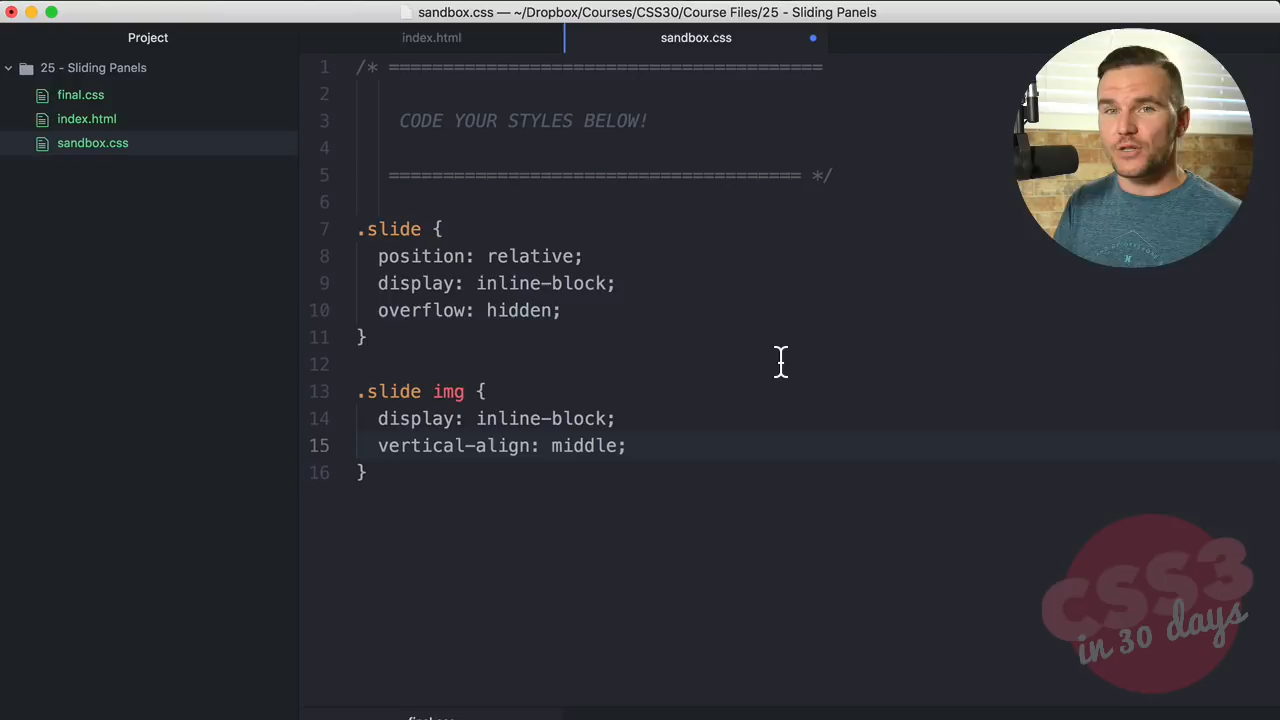 sandbox.css — ~/Dropbox/Courses/CSS30/Course Files/25 - Sliding Panels
Project
index.html
sandbox.css
25 - Sliding Panels
final.css
index.html
sandbox.css
1 /* ========================================
2
3 CODE YOUR STYLES BELOW!
4
5 ====================================== */
6
7 .slide {
8 position: relative;
9 display: inline-block;
10 overflow: hidden;
11 }
12
13 .slide img {
14 display: inline-block;
15 vertical-align: middle;
16 }
CSS3
in 30 days